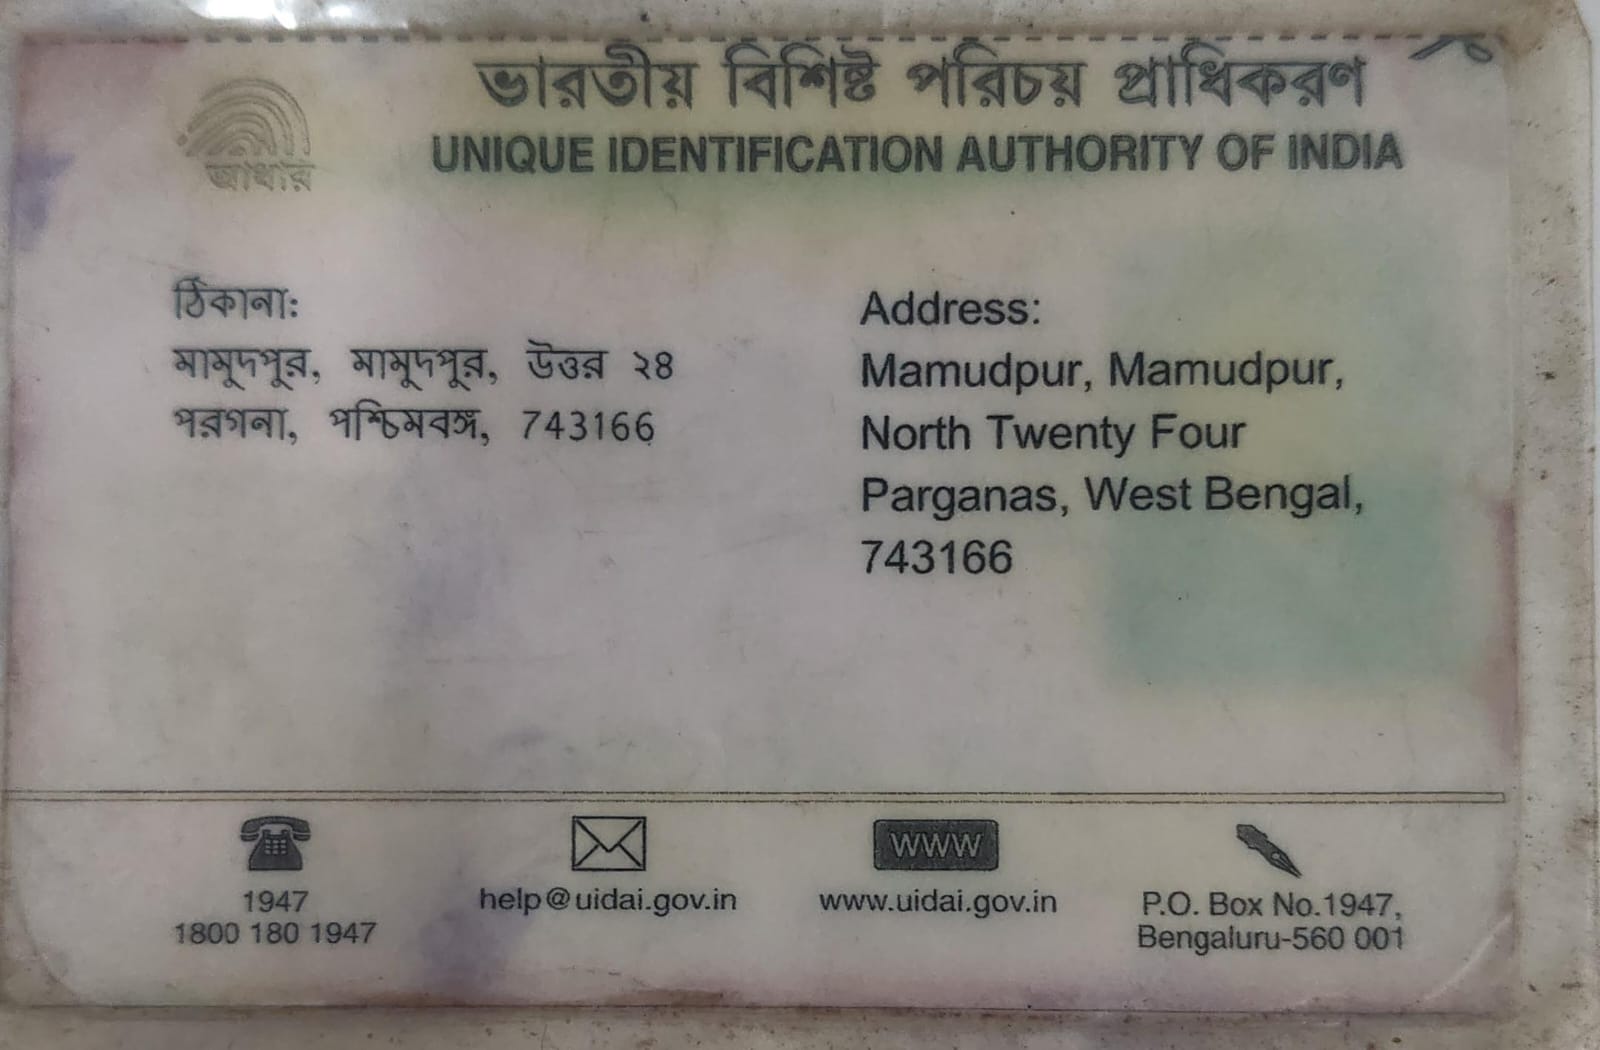 ভারতীয় বিশিষ্ট পরিচয় প্রাধিকরণ
UNIQUE IDENTIFICATION AUTHORITY OF INDIA
আধার
ঠিকানা:
মামুদপুর, মামুদপুর, উত্তর ২৪
পরগনা, পশ্চিমবঙ্গ, 743166
Address:
Mamudpur, Mamudpur,
North Twenty Four
Parganas, West Bengal,
743166
WWW
1947
1800 180 1947
help@uidai.gov.in
www.uidai.gov.in
P.O. Box No.1947,
Bengaluru-560 001